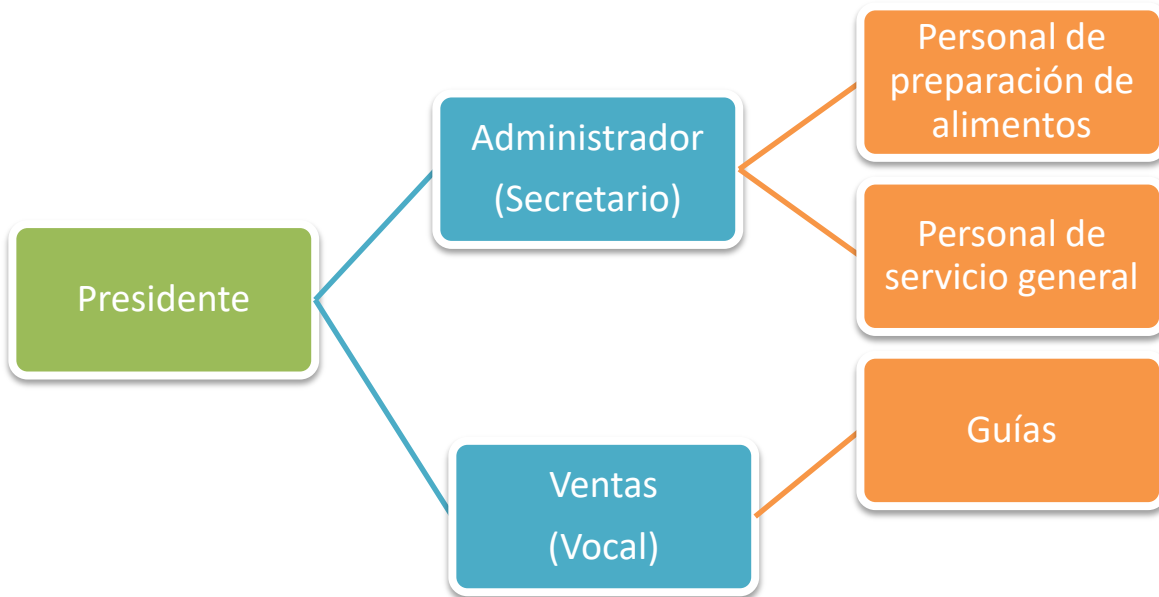 Presidente
Administrador
(Secretario)
Ventas
(Vocal)
Personal de
preparación de
alimentos
Personal de
servicio general
Guías